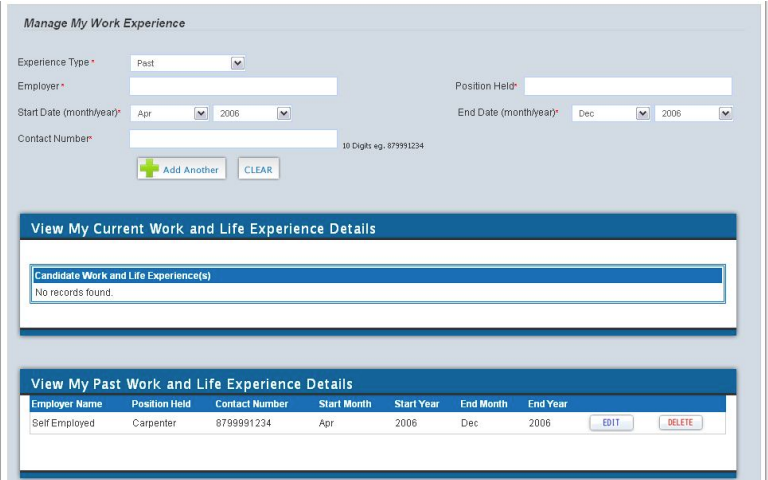 Manage My Work Experience
Experience Type * Past
Employer * Position Held*
Start Date (month/year)* Apr 2006 End Date (month/year)* Dec 2006
Contact Number* 10 Digits eg. 879991234
Add Another CLEAR
View My Current Work and Life Experience Details
Candidate Work and Life Experience(s)
No records found.
View My Past Work and Life Experience Details
Employer Name Position Held Contact Number Start Month Start Year End Month End Year
Self Employed Carpenter 8799991234 Apr 2006 Dec 2006 EDIT DELETE